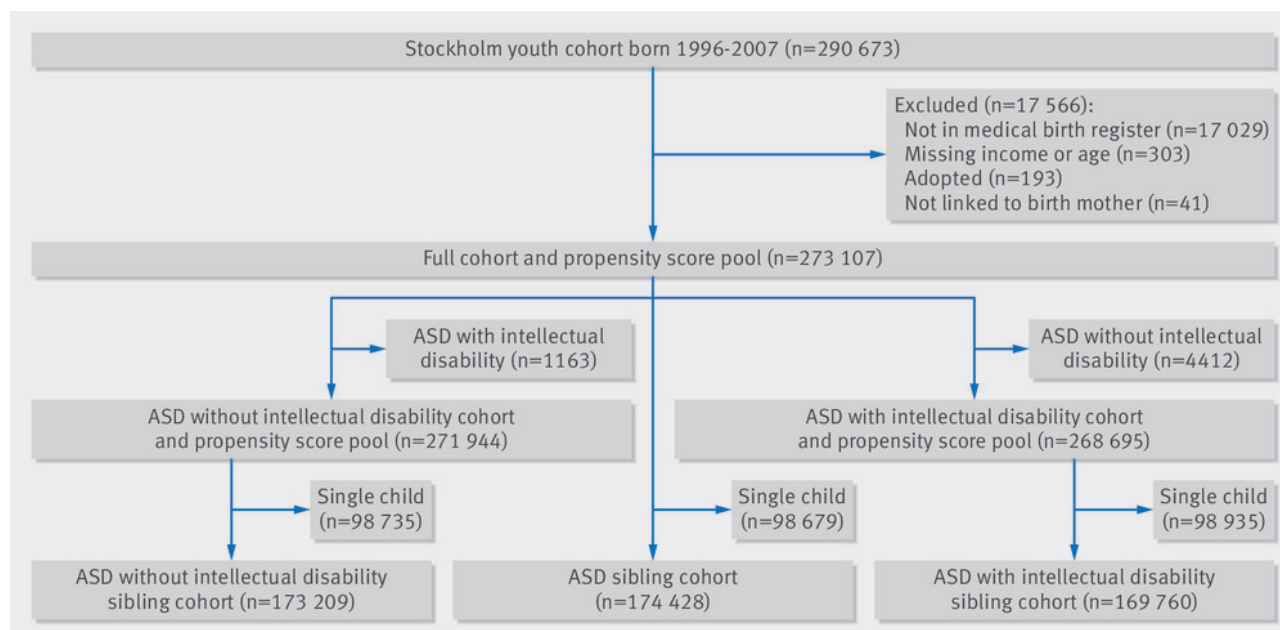 Stockholm youth cohort born 1996-2007 (n=290 673)
Excluded (n=17 566):
Not in medical birth register (n=17 029)
Missing income or age (n=303)
Adopted (n=193)
Not linked to birth mother (n=41)
Full cohort and propensity score pool (n=273 107)
ASD with intellectual
disability (n=1163)
ASD without intellectual
disability (n=4412)
ASD without intellectual disability cohort
and propensity score pool (n=271 944)
ASD with intellectual disability cohort
and propensity score pool (n=268 695)
Single child
(n=98 735)
Single child
(n=98 679)
Single child
(n=98 935)
ASD without intellectual disability
sibling cohort (n=173 209)
ASD sibling cohort
(n=174 428)
ASD with intellectual disability
sibling cohort (n=169 760)